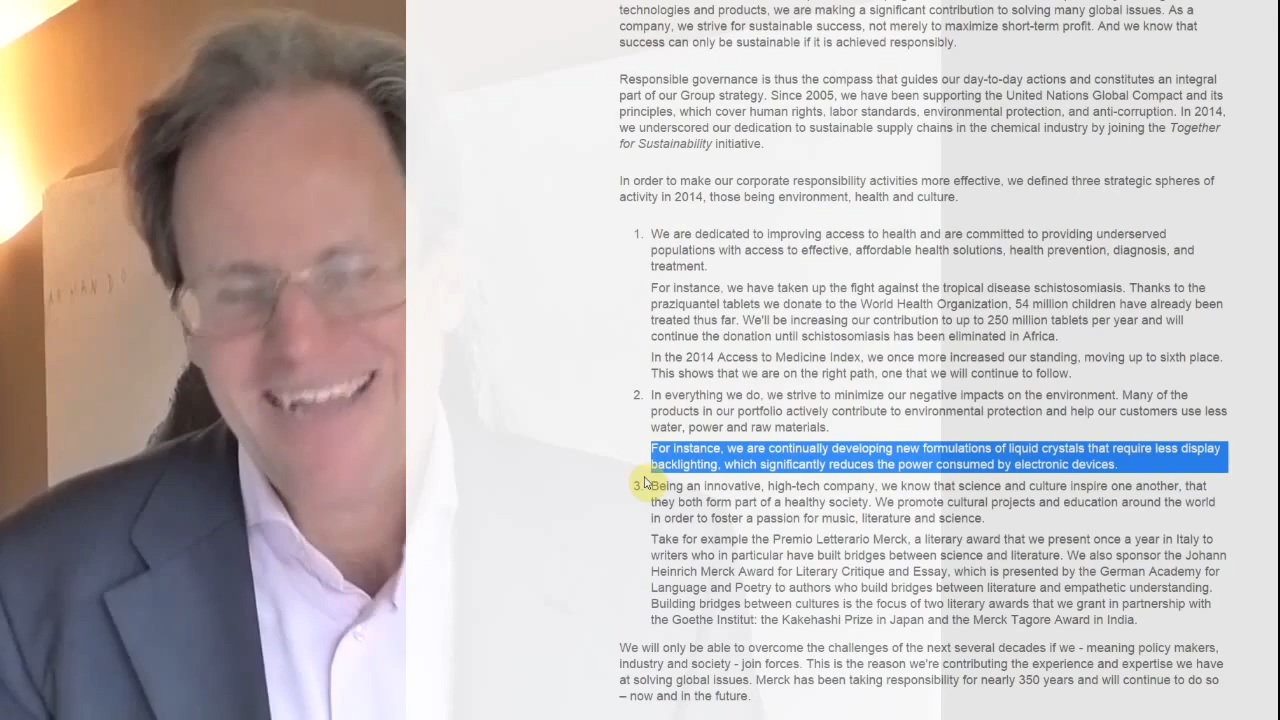 technologies and products, we are making a significant contribution to solving many global issues. As a
company, we strive for sustainable success, not merely to maximize short-term profit. And we know that
success can only be sustainable if it is achieved responsibly.
Responsible governance is thus the compass that guides our day-to-day actions and constitutes an integral
part of our Group strategy. Since 2005, we have been supporting the United Nations Global Compact and its
principles, which cover human rights, labor standards, environmental protection, and anti-corruption. In 2014,
we underscored our dedication to sustainable supply chains in the chemical industry by joining the Together
for Sustainability initiative.
In order to make our corporate responsibility activities more effective, we defined three strategic spheres of
activity in 2014, those being environment, health and culture.
1. We are dedicated to improving access to health and are committed to providing underserved
populations with access to effective, affordable health solutions, health prevention, diagnosis, and
treatment.
For instance, we have taken up the fight against the tropical disease schistosomiasis. Thanks to the
praziquantel tablets we donate to the World Health Organization, 54 million children have already been
treated thus far. We'll be increasing our contribution to up to 250 million tablets per year and will
continue the donation until schistosomiasis has been eliminated in Africa.
In the 2014 Access to Medicine Index, we once more increased our standing, moving up to sixth place.
This shows that we are on the right path, one that we will continue to follow.
2. In everything we do, we strive to minimize our negative impacts on the environment. Many of the
products in our portfolio actively contribute to environmental protection and help our customers use less
water, power and raw materials.
For instance, we are continually developing new formulations of liquid crystals that require less display
backlighting, which significantly reduces the power consumed by electronic devices.
3. Being an innovative, high-tech company, we know that science and culture inspire one another, that
they both form part of a healthy society. We promote cultural projects and education around the world
in order to foster a passion for music, literature and science.
Take for example the Premio Letterario Merck, a literary award that we present once a year in Italy to
writers who in particular have built bridges between science and literature. We also sponsor the Johann
Heinrich Merck Award for Literary Critique and Essay, which is presented by the German Academy for
Language and Poetry to authors who build bridges between literature and empathetic understanding.
Building bridges between cultures is the focus of two literary awards that we grant in partnership with
the Goethe Institut: the Kakehashi Prize in Japan and the Merck Tagore Award in India.
We will only be able to overcome the challenges of the next several decades if we - meaning policy makers,
industry and society - join forces. This is the reason we're contributing the experience and expertise we have
at solving global issues. Merck has been taking responsibility for nearly 350 years and will continue to do so
– now and in the future.